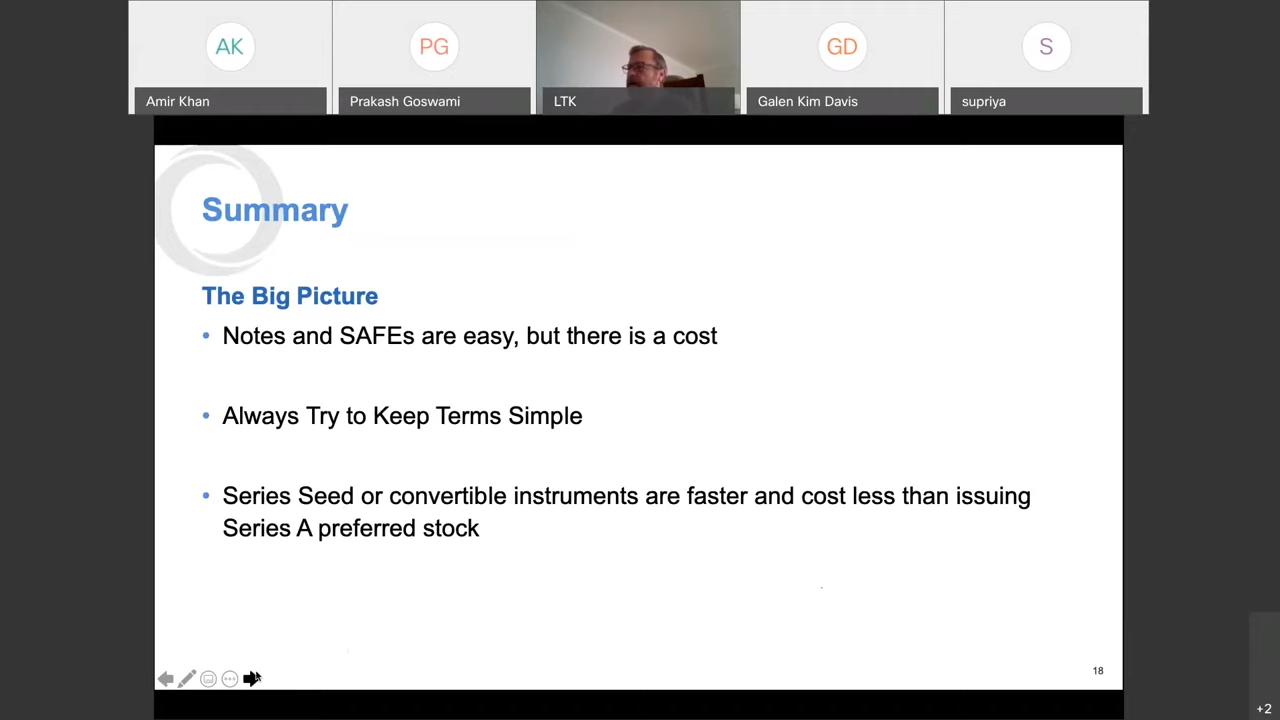 AK
PG
GD
S
Amir Khan
Prakash Goswami
LTK
Galen Kim Davis
supriya
Summary
The Big Picture
• Notes and SAFEs are easy, but there is a cost
• Always Try to Keep Terms Simple
• Series Seed or convertible instruments are faster and cost less than issuing
Series A preferred stock
18
+2